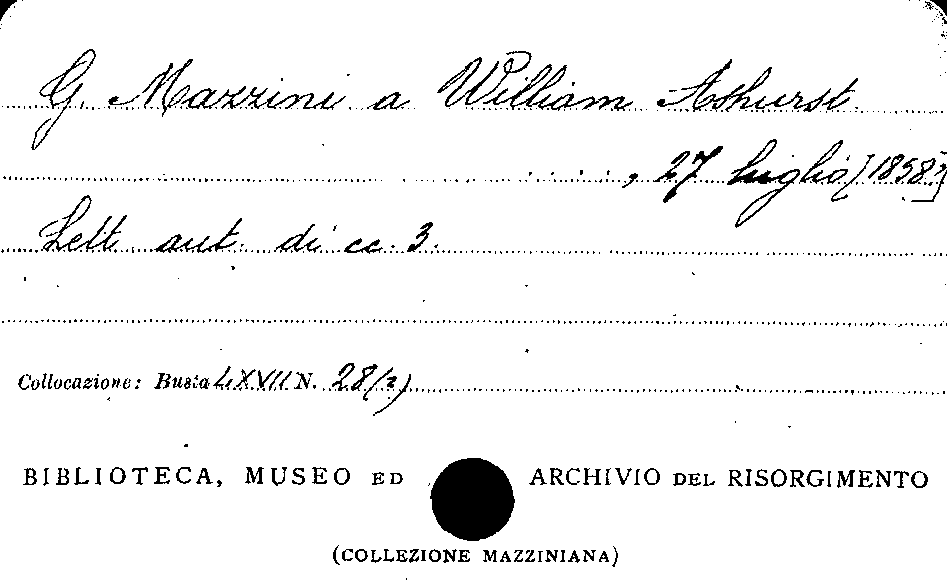 G. Mazzini a William Ashurst.
, 27 luglio [1858?]
Lett. aut. di cc. 3.
Collocazione: Busta LXVII N. 28(2)
BIBLIOTECA, MUSEO ED ARCHIVIO DEL RISORGIMENTO
(COLLEZIONE MAZZINIANA)